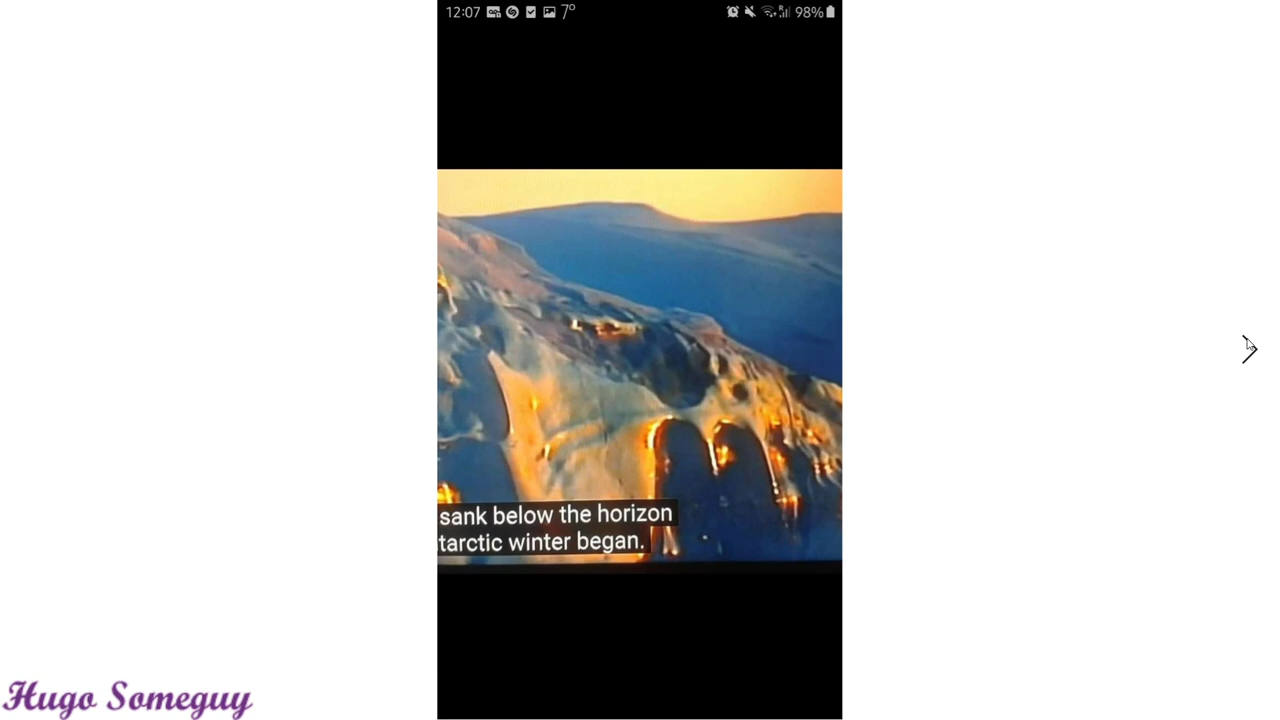 12:07 7° 98%
sank below the horizon
tarctic winter began.
Hugo Someguy